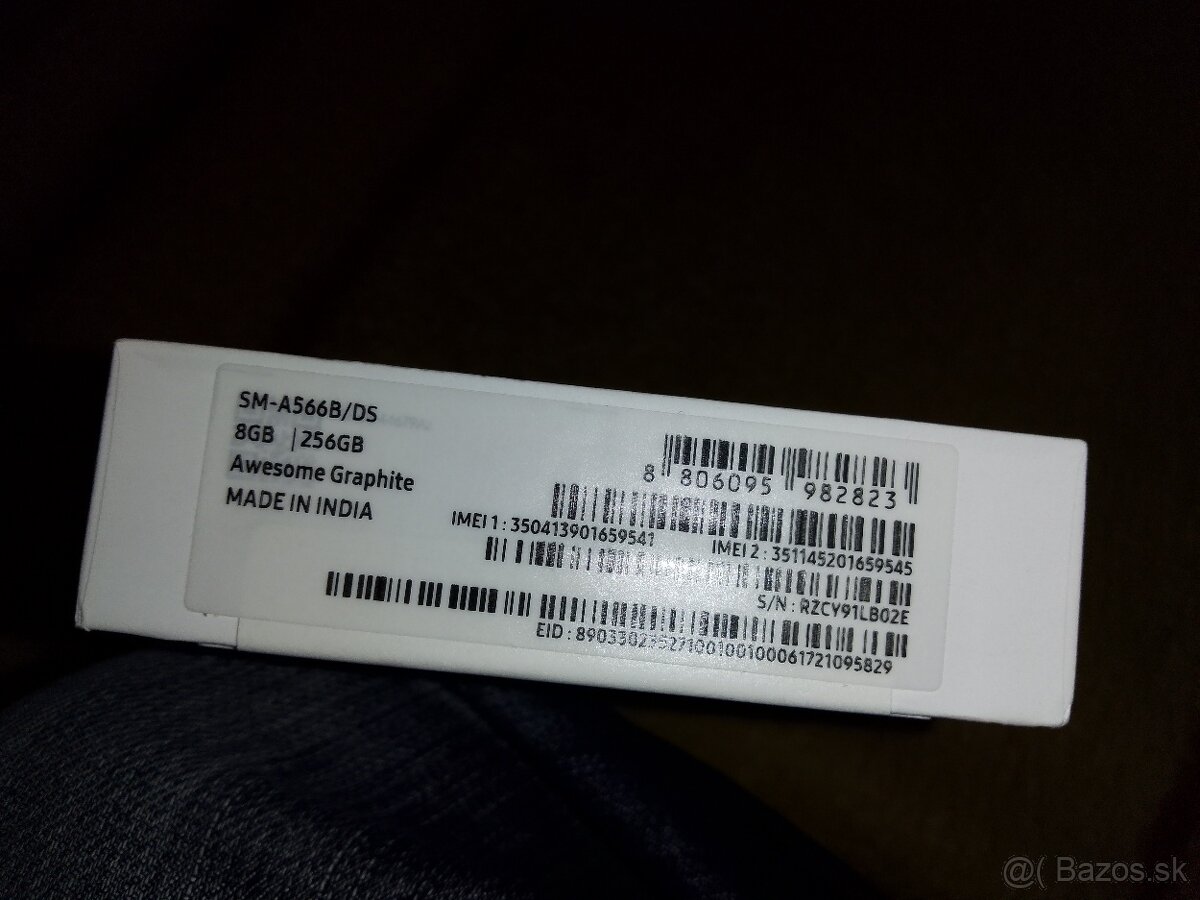 SM-A566B/DS
8GB | 256GB
Awesome Graphite
MADE IN INDIA
8 806095 982823
IMEI 1 : 350413901659541
IMEI 2 : 351145201659545
S/N : RZCY91LB02E
EID :
@( Bazos.sk